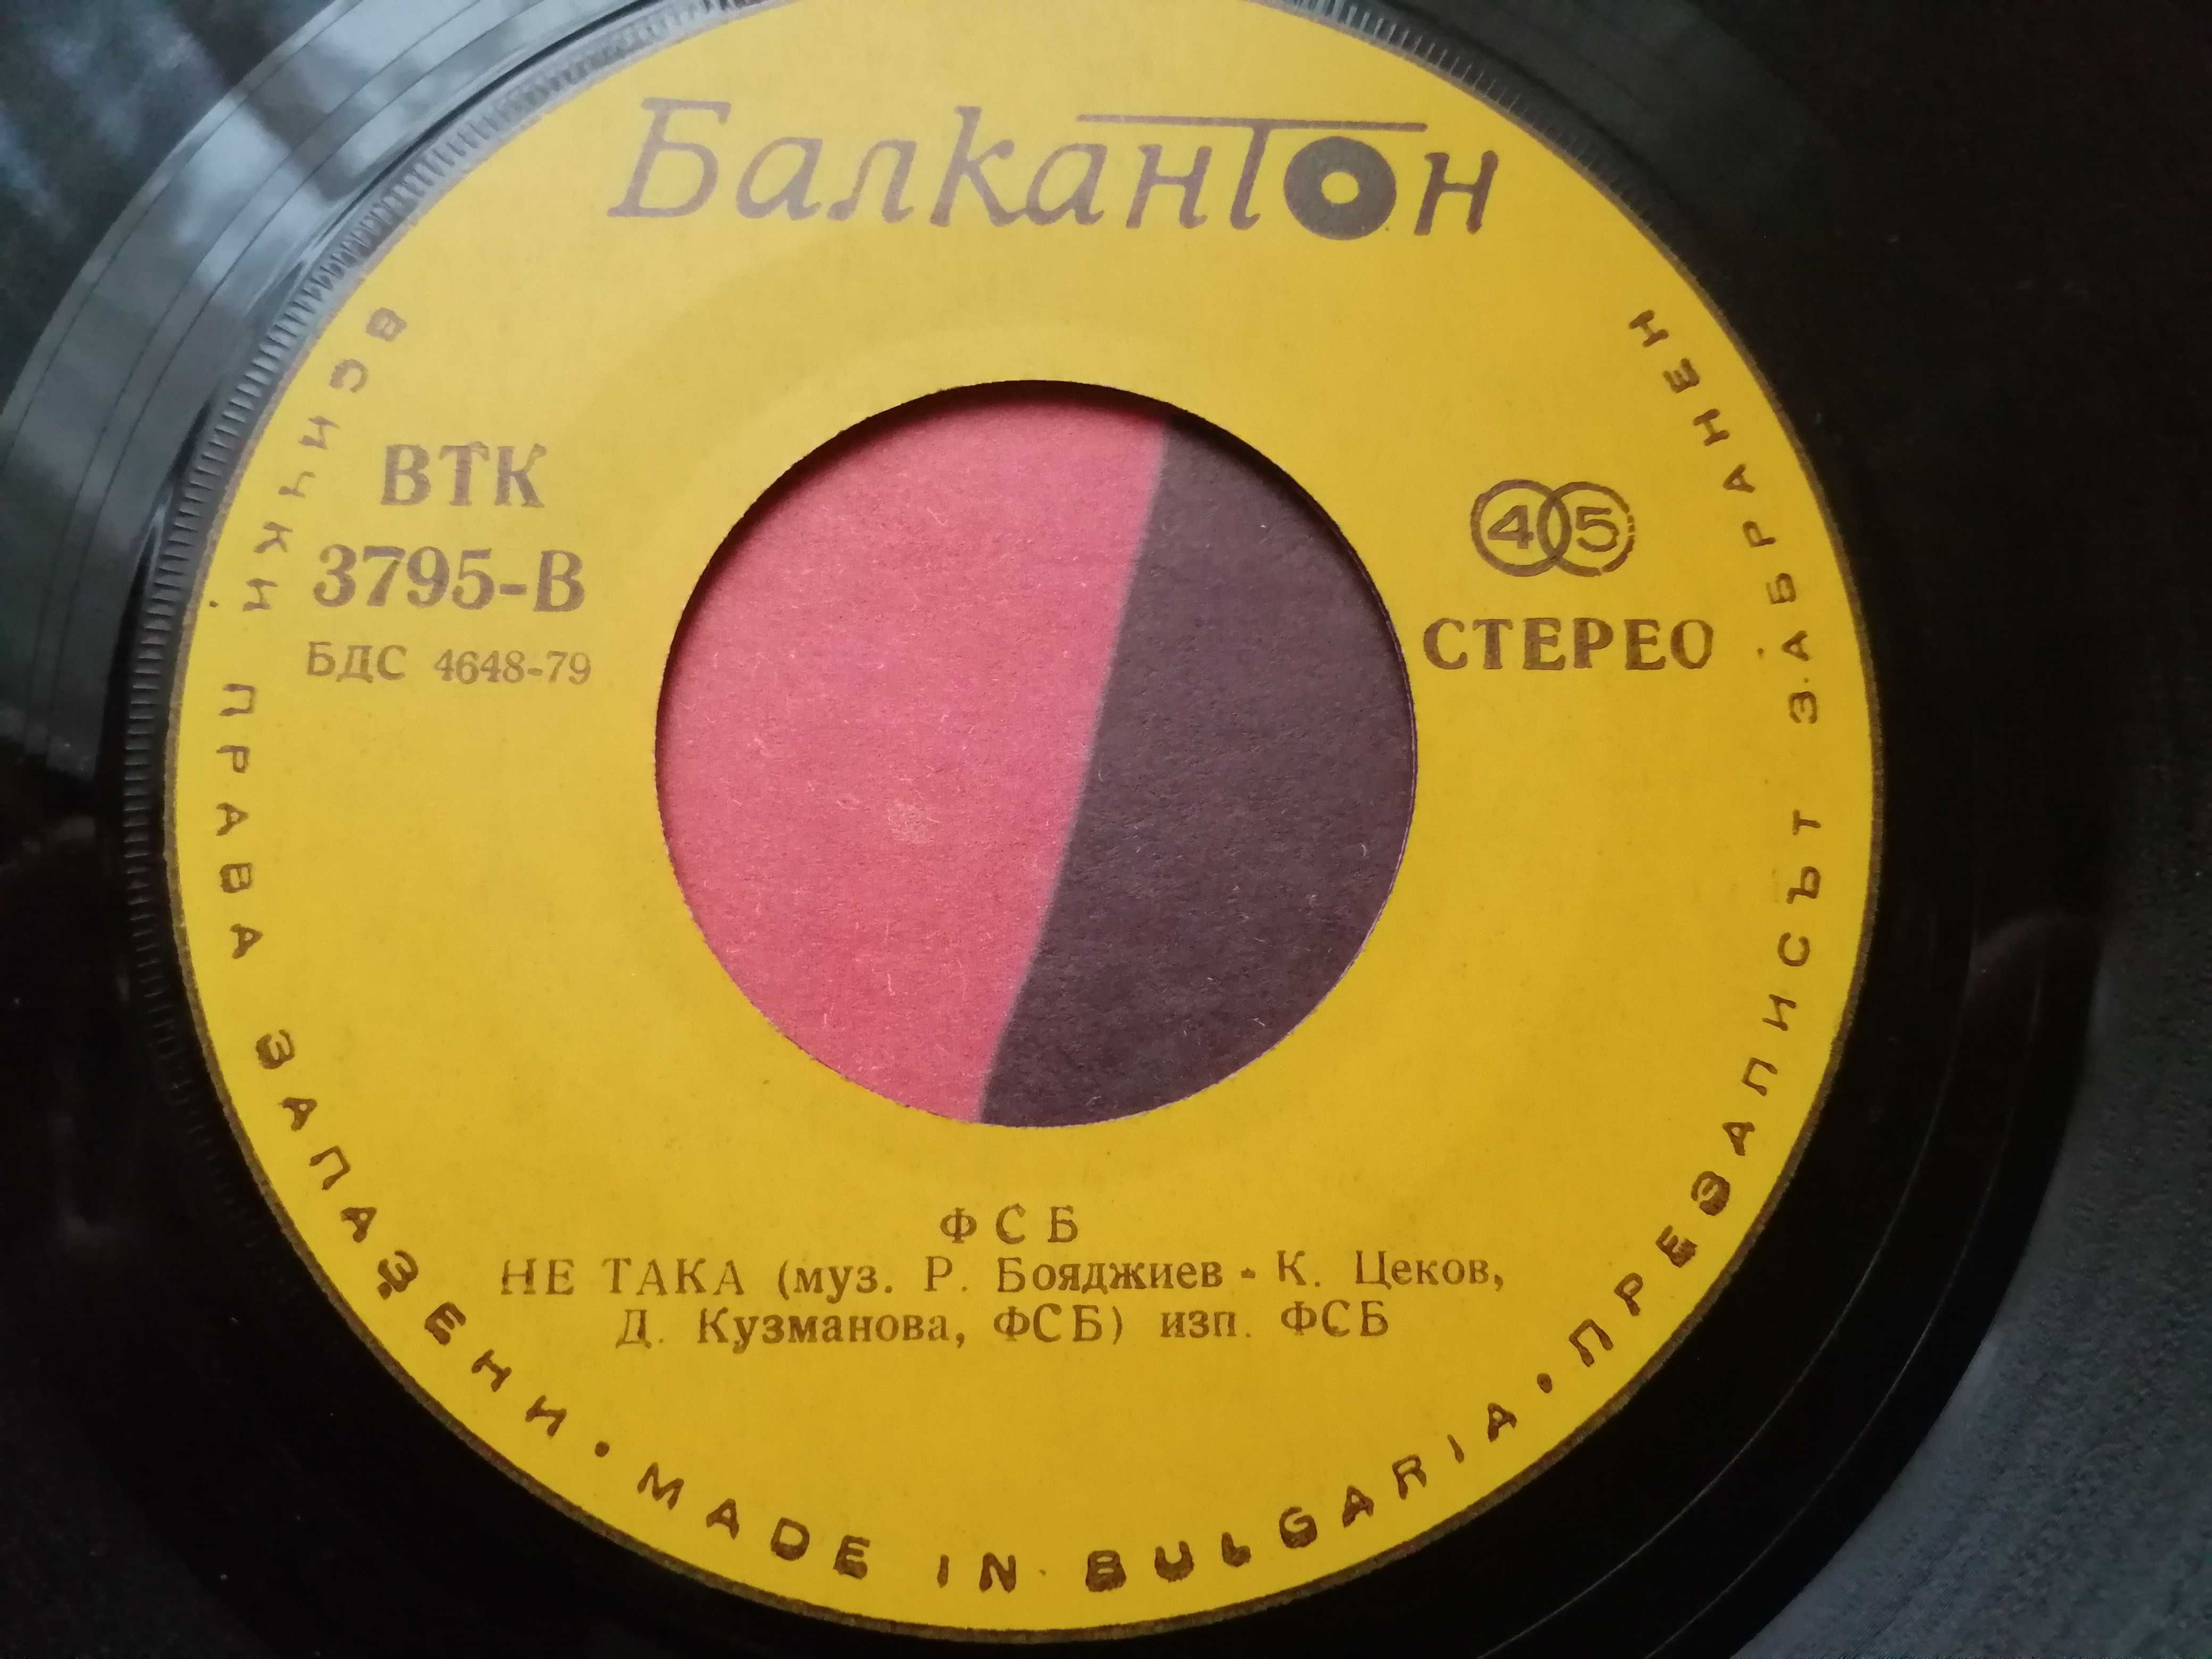 Балкантон
ВТК
3795-В
БДС 4648-79
45
СТЕРЕО
ФСБ
НЕ ТАКА (муз. Р. Бояджиев - К. Цеков,
Д. Кузманова, ФСБ) изп. ФСБ
ВСИЧКИ ПРАВА ЗАПАЗЕНИ • MADE IN BULGARIA • ПРЕЗАПИСЪТ ЗАБРАНЕН